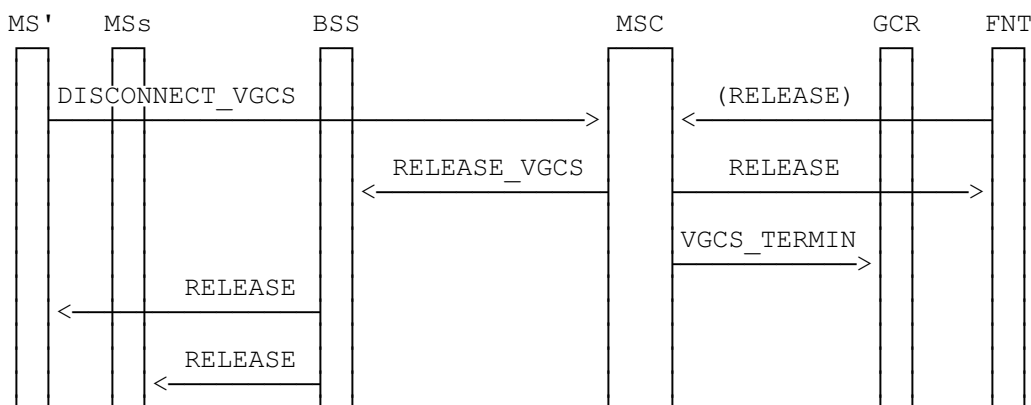 MS' MSs BSS MSC GCR FNT
DISCONNECT_VGCS (RELEASE)
RELEASE_VGCS RELEASE
VGCS_TERMIN
RELEASE
RELEASE